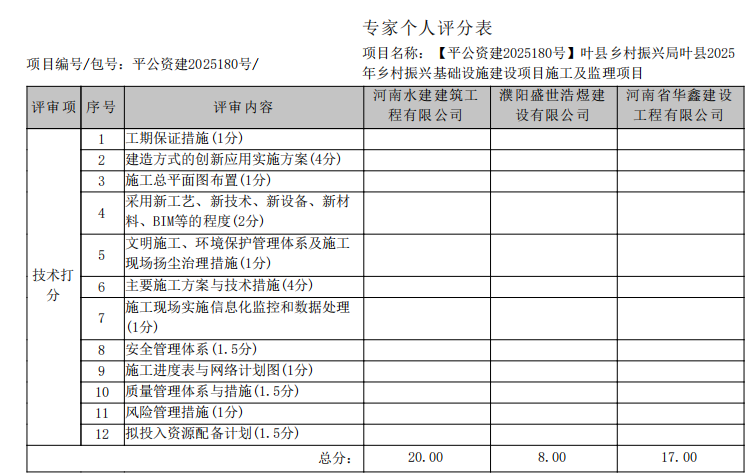 专家个人评分表
项目编号/包号：平公资建2025180号/
项目名称：【平公资建2025180号】叶县乡村振兴局叶县2025
年乡村振兴基础设施建设项目施工及监理项目
评审项 序号 评审内容 河南水建建筑工 濮阳盛世浩煜建 河南省华鑫建设
程有限公司 设有限公司 工程有限公司
1 工期保证措施(1分)
2 建造方式的创新应用实施方案(4分)
3 施工总平面图布置(1分)
4 采用新工艺、新技术、新设备、新材
料、BIM等的程度(2分)
5 文明施工、环境保护管理体系及施工
现场扬尘治理措施(1分)
技术打
分
6 主要施工方案与技术措施(4分)
7 施工现场实施信息化监控和数据处理
(1分)
8 安全管理体系(1.5分)
9 施工进度表与网络计划图(1分)
10 质量管理体系与措施(1.5分)
11 风险管理措施(1分)
12 拟投入资源配备计划(1.5分)
总分： 20.00 8.00 17.00